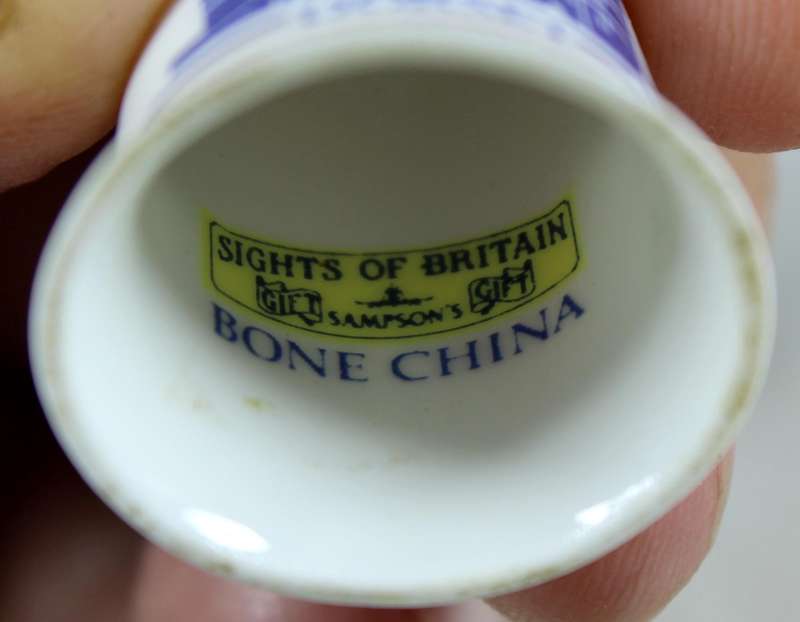 SIGHTS OF BRITAIN
GIFT SAMPSON'S GIFT
BONE CHINA